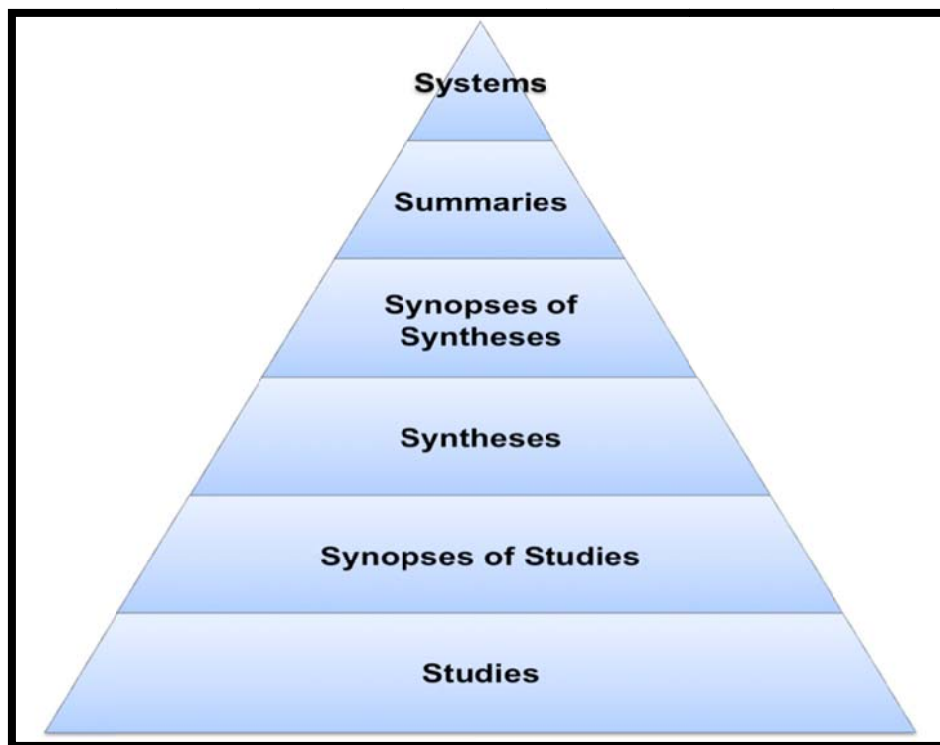 Systems
Summaries
Synopses of
Syntheses
Syntheses
Synopses of Studies
Studies